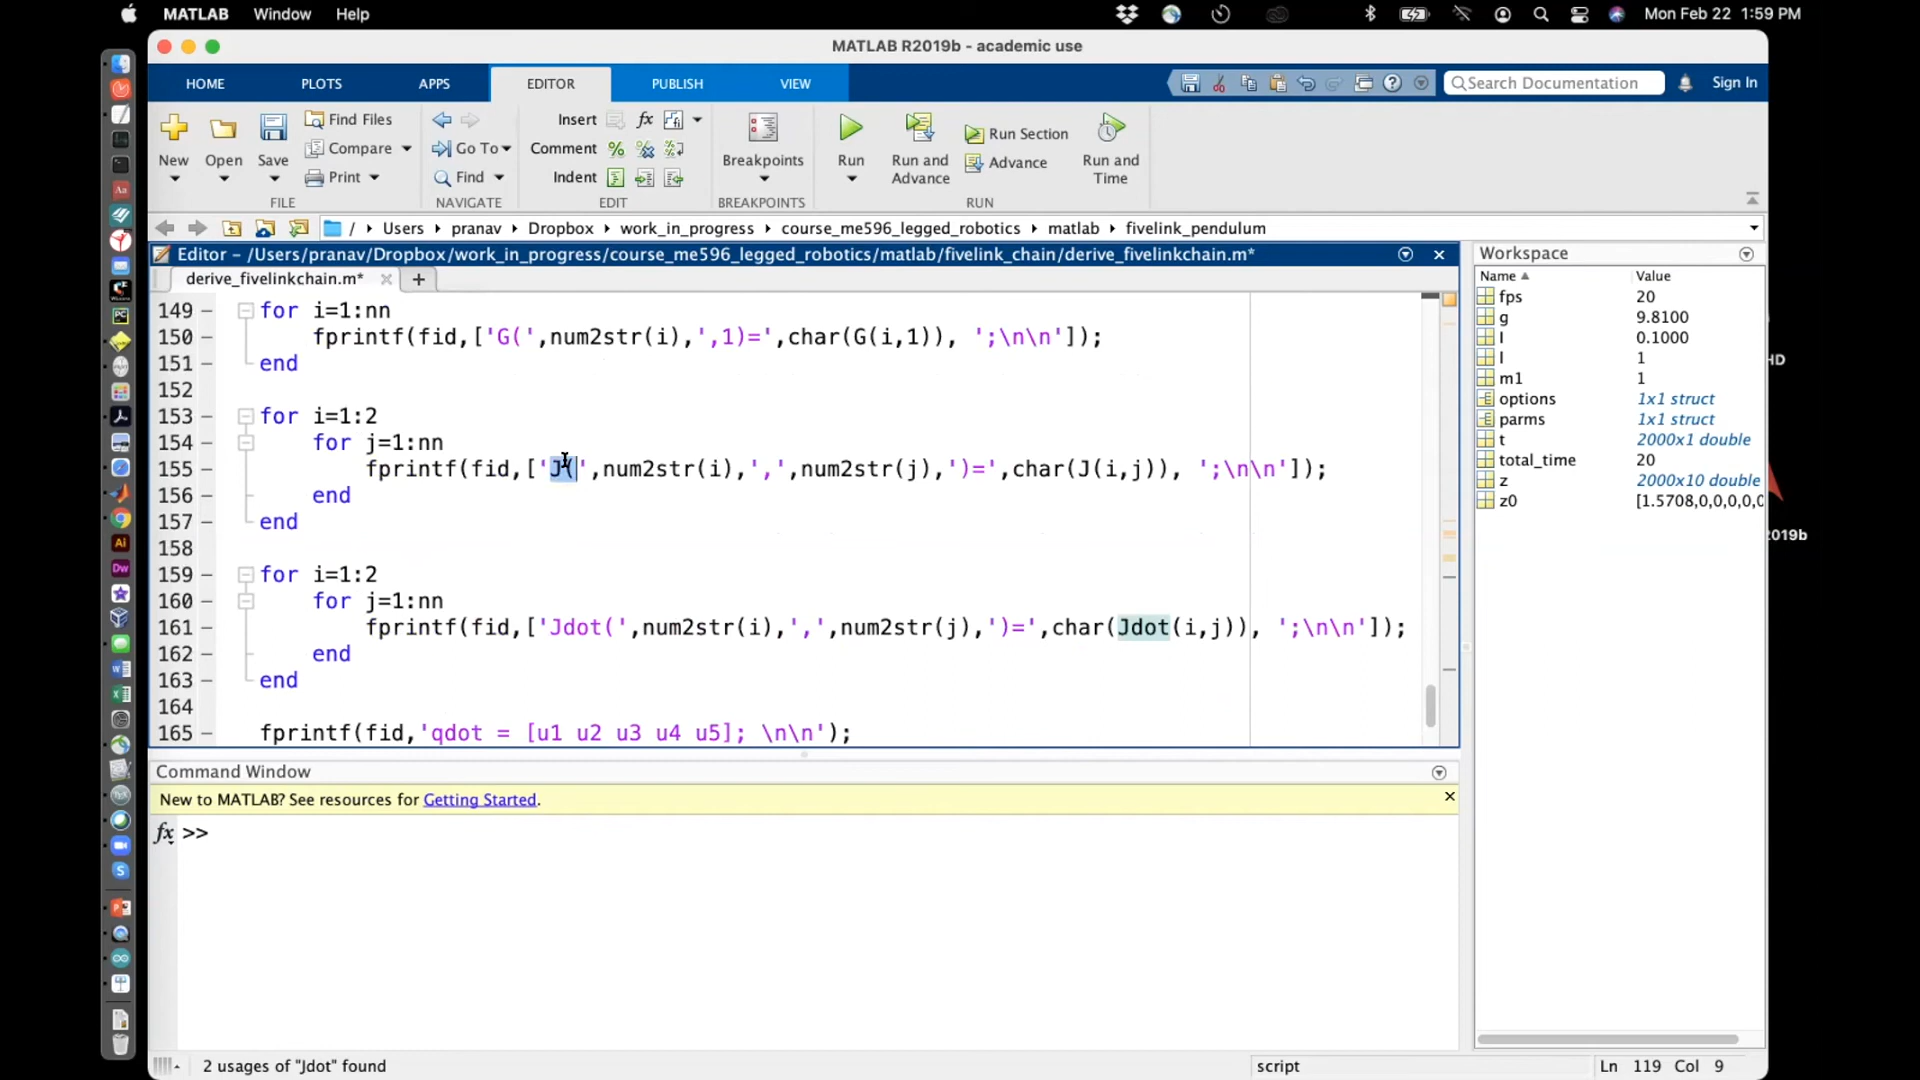 MATLAB Window Help Mon Feb 22 1:59 PM
MATLAB R2019b - academic use
HOME PLOTS APPS EDITOR PUBLISH VIEW Search Documentation Sign In
New Open Save Find Files Compare Print Go To Find Insert fx Comment % Indent Breakpoints Run Run and Advance Run Section Advance Run and Time
FILE NAVIGATE EDIT BREAKPOINTS RUN
/ Users pranav Dropbox work_in_progress course_me596_legged_robotics matlab fivelink_pendulum
Editor - /Users/pranav/Dropbox/work_in_progress/course_me596_legged_robotics/matlab/fivelink_chain/derive_fivelinkchain.m*
derive_fivelinkchain.m* × +
149 – for i=1:nn
150 – fprintf(fid,['G(',num2str(i),',1)=',char(G(i,1)), ';\n\n']);
151 – end
152
153 – for i=1:2
154 – for j=1:nn
155 – fprintf(fid,['J(',num2str(i),',',num2str(j),')=',char(J(i,j)), ';\n\n']);
156 – end
157 – end
158
159 – for i=1:2
160 – for j=1:nn
161 – fprintf(fid,['Jdot(',num2str(i),',',num2str(j),')=',char(Jdot(i,j)), ';\n\n']);
162 – end
163 – end
164
165 – fprintf(fid,'qdot = [u1 u2 u3 u4 u5]; \n\n');
Command Window
New to MATLAB? See resources for Getting Started.
fx >>
Workspace
Name Value
fps 20
g 9.8100
I 0.1000
l 1
m1 1
options 1x1 struct
parms 1x1 struct
t 2000x1 double
total_time 20
z 2000x10 double
z0 [1.5708,0,0,0,0,0
HD
2019b
2 usages of "Jdot" found script Ln 119 Col 9